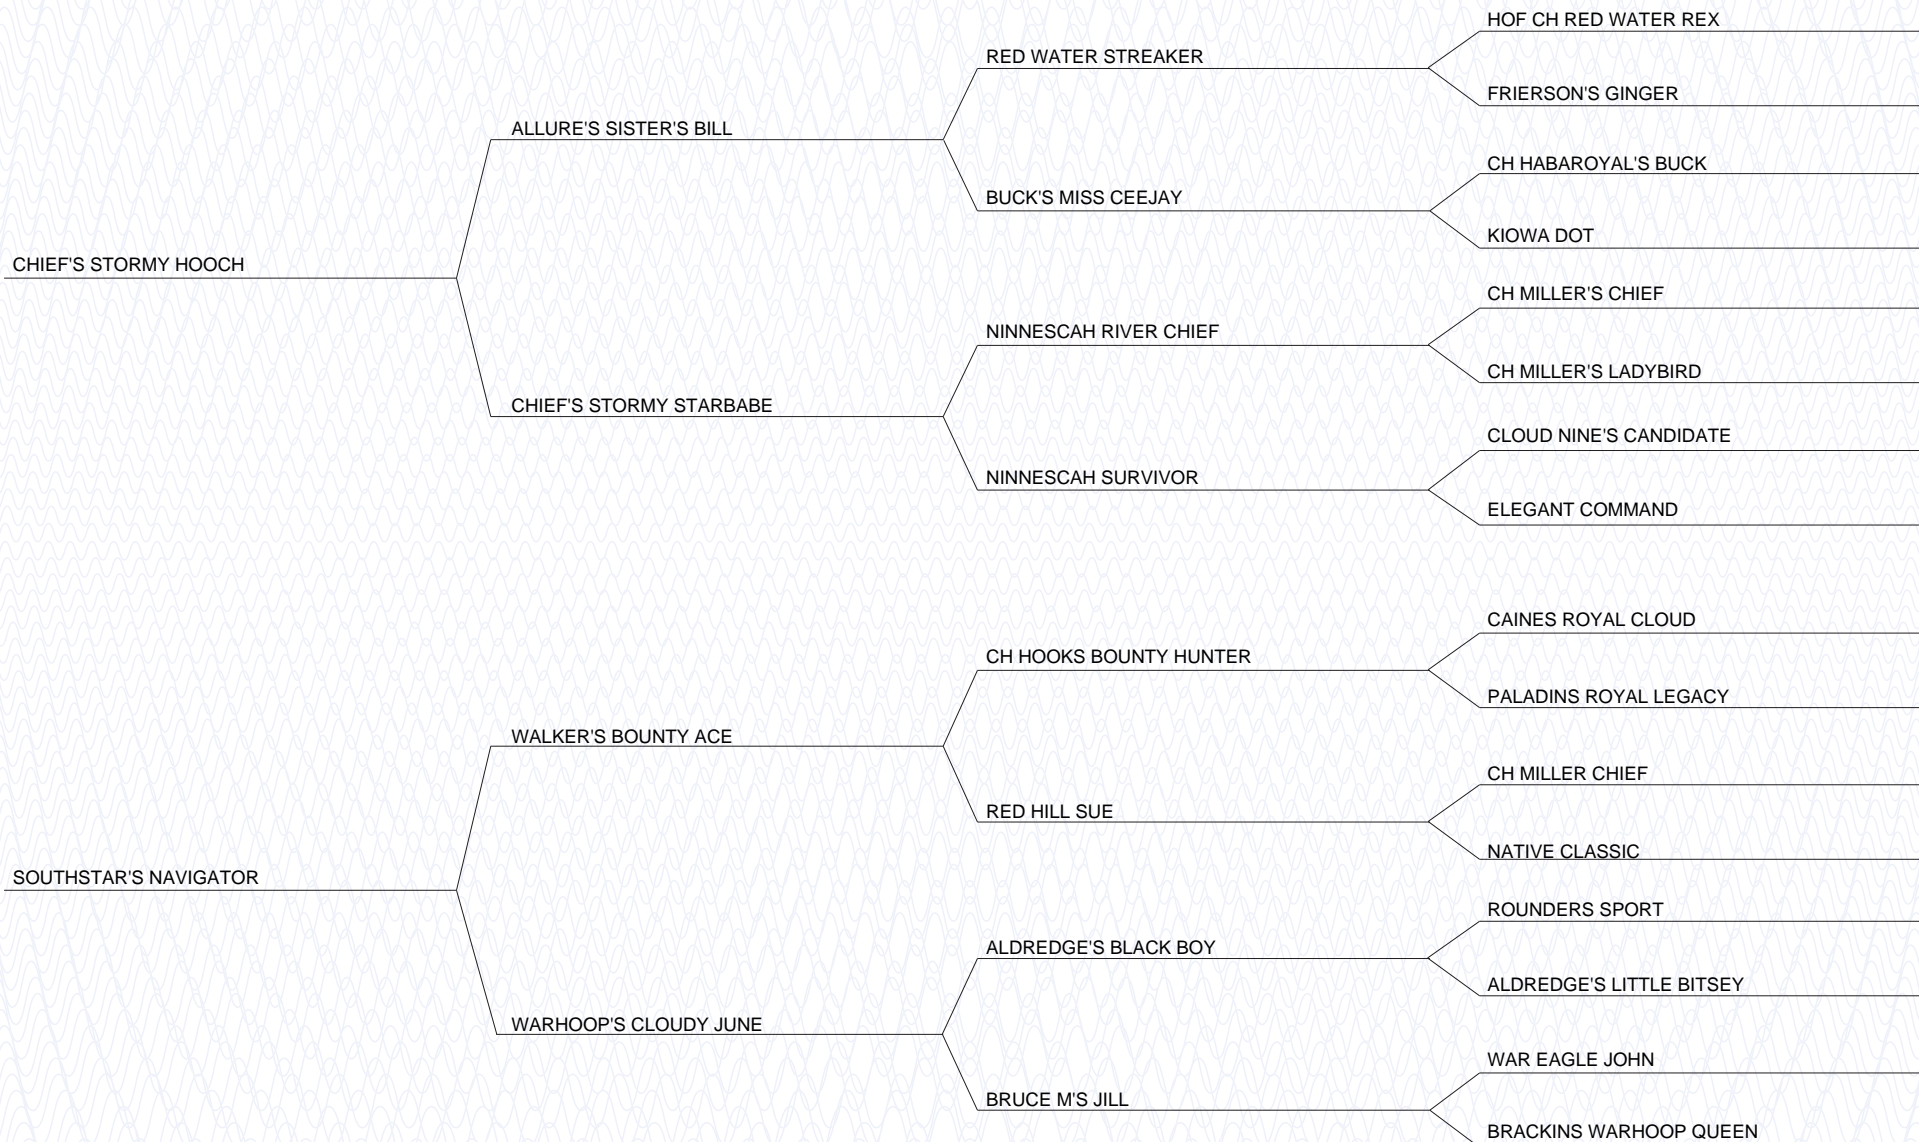 HOF CH RED WATER REX
RED WATER STREAKER
FRIERSON'S GINGER
ALLURE'S SISTER'S BILL
CH HABAROYAL'S BUCK
BUCK'S MISS CEEJAY
KIOWA DOT
CHIEF'S STORMY HOOCH
CH MILLER'S CHIEF
NINNESCAH RIVER CHIEF
CH MILLER'S LADYBIRD
CHIEF'S STORMY STARBABE
CLOUD NINE'S CANDIDATE
NINNESCAH SURVIVOR
ELEGANT COMMAND
CAINES ROYAL CLOUD
CH HOOKS BOUNTY HUNTER
PALADINS ROYAL LEGACY
WALKER'S BOUNTY ACE
CH MILLER CHIEF
RED HILL SUE
NATIVE CLASSIC
SOUTHSTAR'S NAVIGATOR
ROUNDERS SPORT
ALDREDGE'S BLACK BOY
ALDREDGE'S LITTLE BITSEY
WARHOOP'S CLOUDY JUNE
WAR EAGLE JOHN
BRUCE M'S JILL
BRACKINS WARHOOP QUEEN